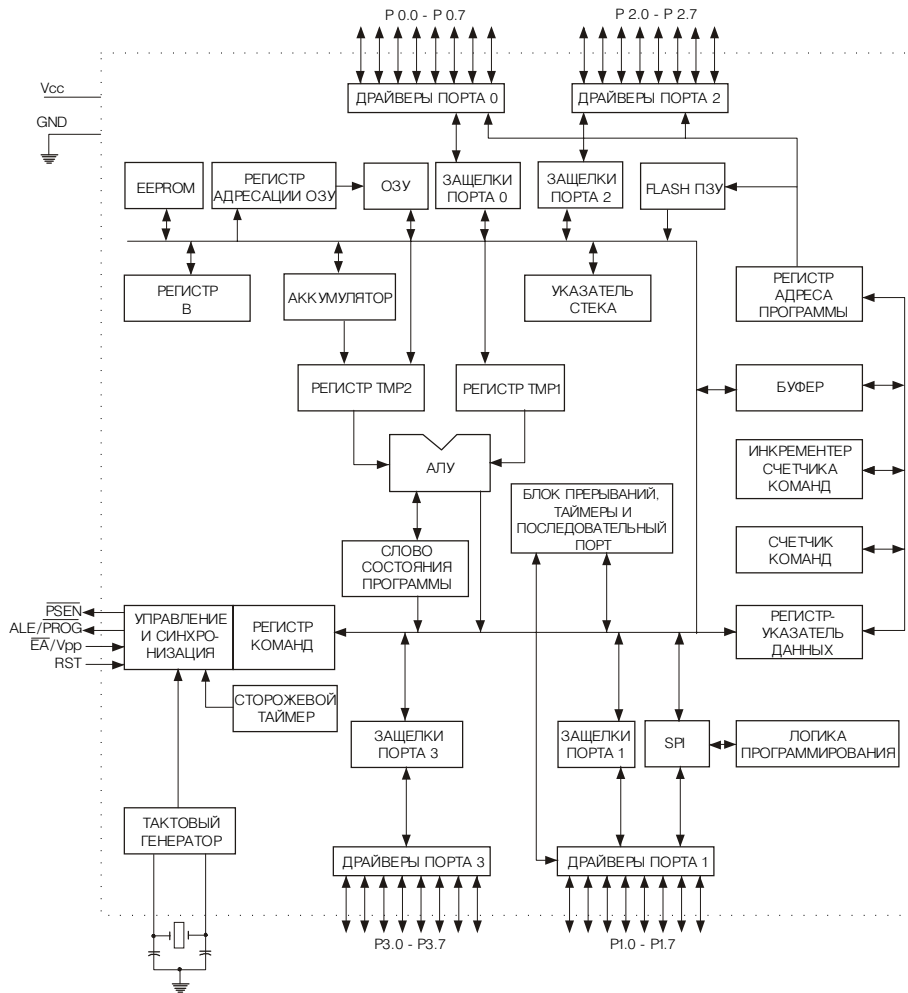 P 0.0 - P 0.7
P 2.0 - P 2.7
Vcc
GND
ДРАЙВЕРЫ ПОРТА 0
ДРАЙВЕРЫ ПОРТА 2
EEPROM
РЕГИСТР
АДРЕСАЦИИ ОЗУ
ОЗУ
ЗАЩЕЛКИ
ПОРТА 0
ЗАЩЕЛКИ
ПОРТА 2
FLASH ПЗУ
РЕГИСТР
B
АККУМУЛЯТОР
УКАЗАТЕЛЬ
СТЕКА
РЕГИСТР
АДРЕСА
ПРОГРАММЫ
РЕГИСТР TMP2
РЕГИСТР TMP1
БУФЕР
АЛУ
ИНКРЕМЕНТЕР
СЧЕТЧИКА
КОМАНД
БЛОК ПРЕРЫВАНИЙ,
ТАЙМЕРЫ И
ПОСЛЕДОВАТЕЛЬНЫЙ
ПОРТ
СЛОВО
СОСТОЯНИЯ
ПРОГРАММЫ
СЧЕТЧИК
КОМАНД
PSEN
ALE/PROG
EA/Vpp
RST
УПРАВЛЕНИЕ
И СИНХРО-
НИЗАЦИЯ
РЕГИСТР
КОМАНД
РЕГИСТР-
УКАЗАТЕЛЬ
ДАННЫХ
СТОРОЖЕВОЙ
ТАЙМЕР
ЗАЩЕЛКИ
ПОРТА 3
ЗАЩЕЛКИ
ПОРТА 1
SPI
ЛОГИКА
ПРОГРАММИРОВАНИЯ
ТАКТОВЫЙ
ГЕНЕРАТОР
ДРАЙВЕРЫ ПОРТА 3
ДРАЙВЕРЫ ПОРТА 1
P3.0 - P3.7
P1.0 - P1.7